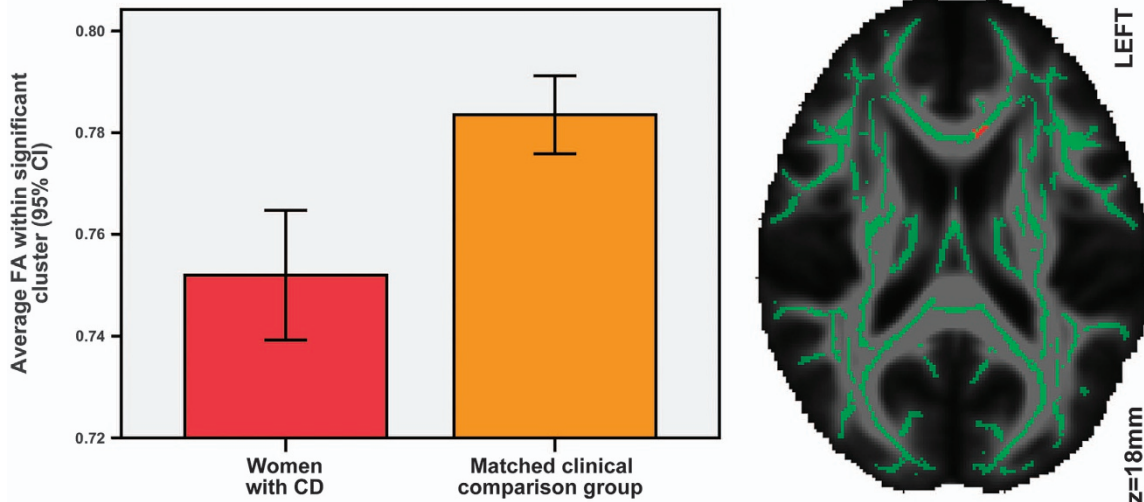 Average FA within significant
cluster (95% CI)
0.80
0.78
0.76
0.74
0.72
Women
with CD
Matched clinical
comparison group
LEFT
z=18mm